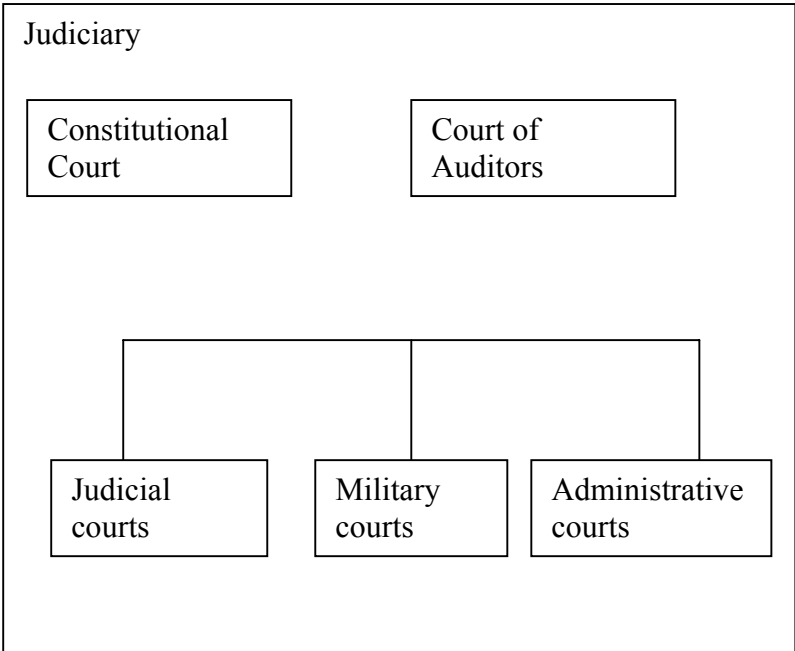 Judiciary
Constitutional
Court
Court of
Auditors
Judicial
courts
Military
courts
Administrative
courts